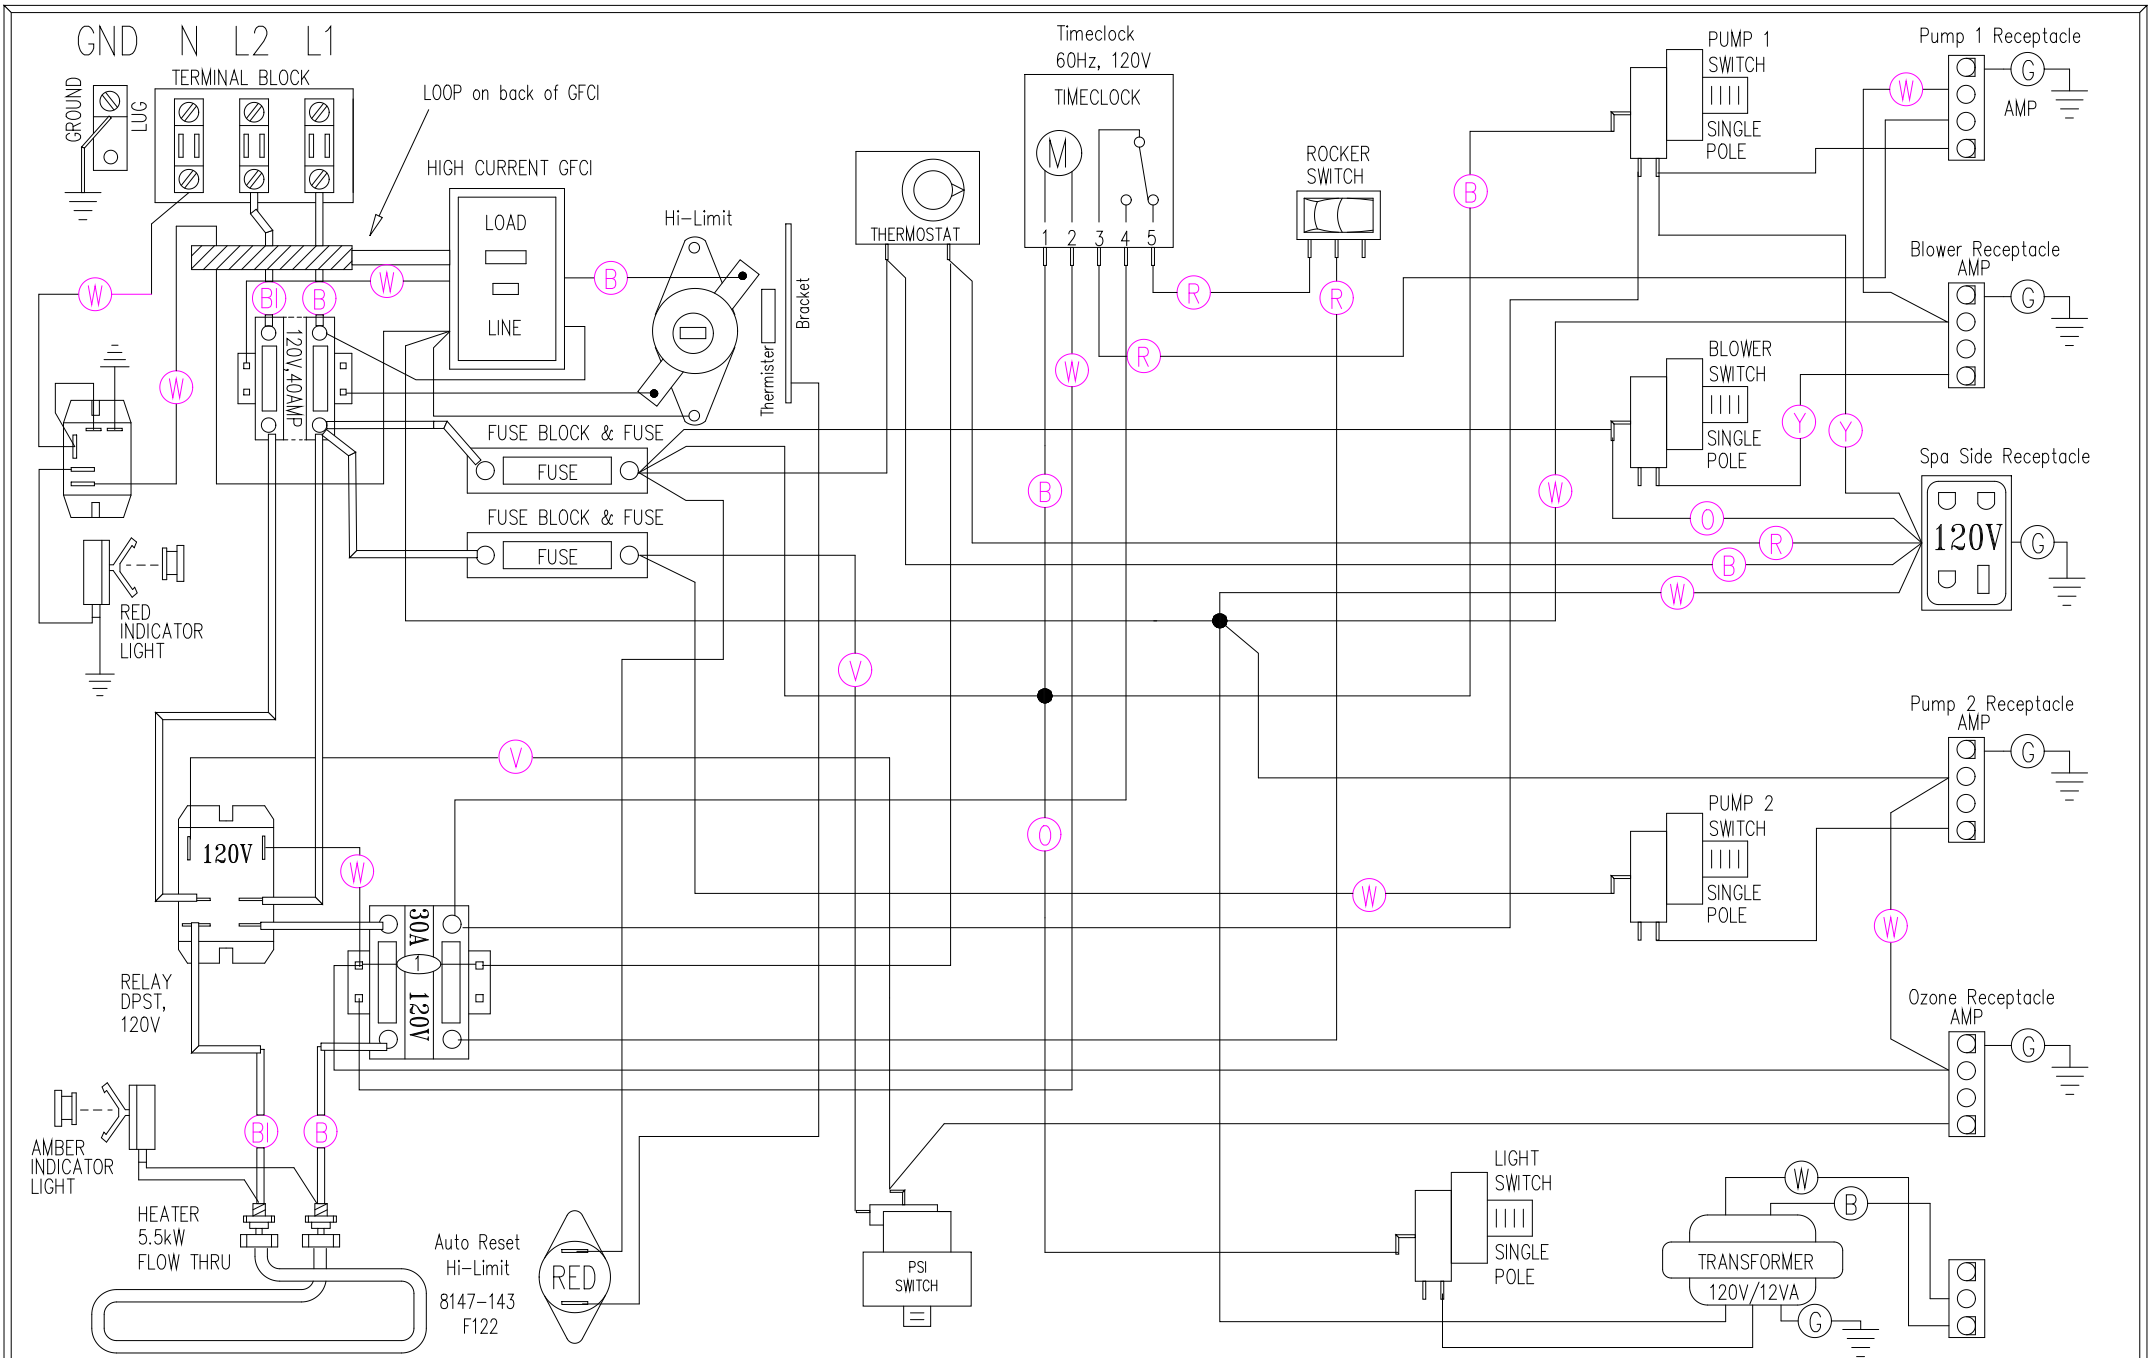 GND N L2 L1
TERMINAL BLOCK
GROUND
LUG
LOOP on back of GFCI
HIGH CURRENT GFCI
LOAD
LINE
Hi-Limit
Thermister
Bracket
THERMOSTAT
Timeclock
60Hz, 120V
TIMECLOCK
M
1 2 3 4 5
ROCKER
SWITCH
PUMP 1
SWITCH
SINGLE
POLE
Pump 1 Receptacle
G
AMP
W
B
Blower Receptacle
AMP
G
BLOWER
SWITCH
SINGLE
POLE
Y
Y
W
W
Bl
B
W
B
R
R
R
W
W
120V,40AMP
FUSE BLOCK & FUSE
FUSE
FUSE BLOCK & FUSE
FUSE
B
W
O
R
B
W
Spa Side Receptacle
120V
G
RED
INDICATOR
LIGHT
V
V
O
W
Pump 2 Receptacle
AMP
G
PUMP 2
SWITCH
SINGLE
POLE
W
120V
W
30A
1
120V
RELAY
DPST,
120V
Ozone Receptacle
AMP
G
AMBER
INDICATOR
LIGHT
Bl
B
HEATER
5.5kW
FLOW THRU
Auto Reset
Hi-Limit
8147-143
F122
RED
PSI
SWITCH
LIGHT
SWITCH
SINGLE
POLE
W
B
TRANSFORMER
120V/12VA
G